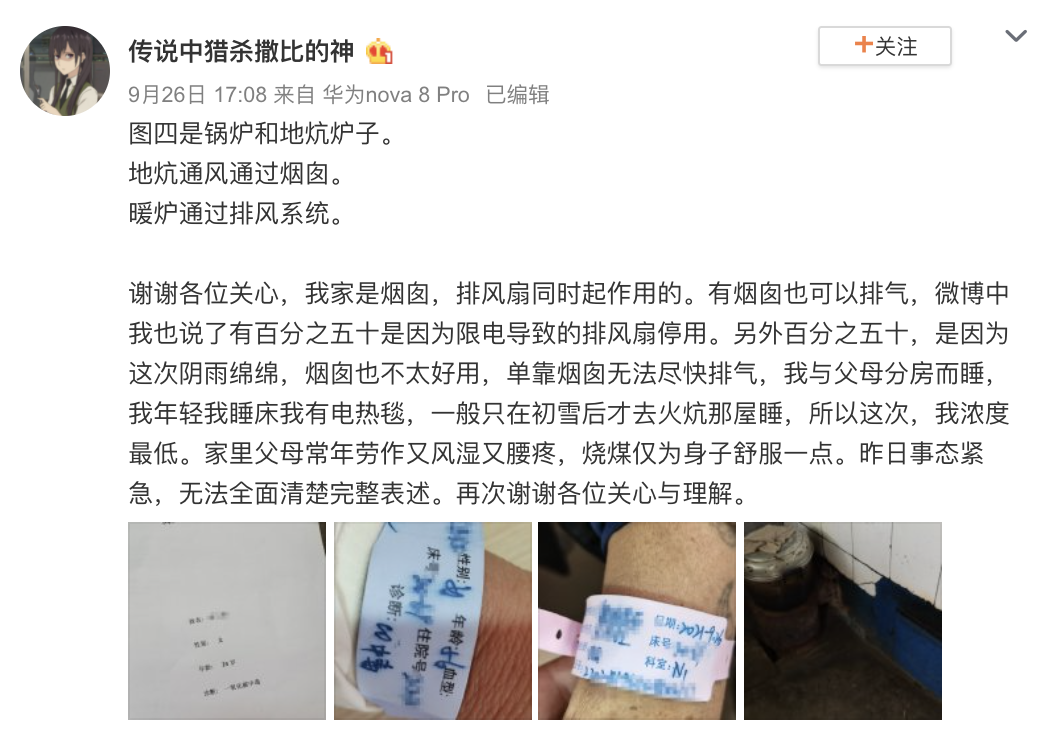 传说中猎杀撒比的神
+关注
9月26日 17:08 来自 华为nova 8 Pro 已编辑
图四是锅炉和地炕炉子。
地炕通风通过烟囱。
暖炉通过排风系统。
谢谢各位关心，我家是烟囱，排风扇同时起作用的。有烟囱也可以排气，微博中
我也说了有百分之五十是因为限电导致的排风扇停用。另外百分之五十，是因为
这次阴雨绵绵，烟囱也不太好用，单靠烟囱无法尽快排气，我与父母分房而睡，
我年轻我睡床我有电热毯，一般只在初雪后才去火炕那屋睡，所以这次，我浓度
最低。家里父母常年劳作又风湿又腰疼，烧煤仅为身子舒服一点。昨日事态紧
急，无法全面清楚完整表述。再次谢谢各位关心与理解。
年龄：
诊断：一氧化碳中毒
性别：
床号
年龄：
血型：
诊断：
住院号
床号
科室：